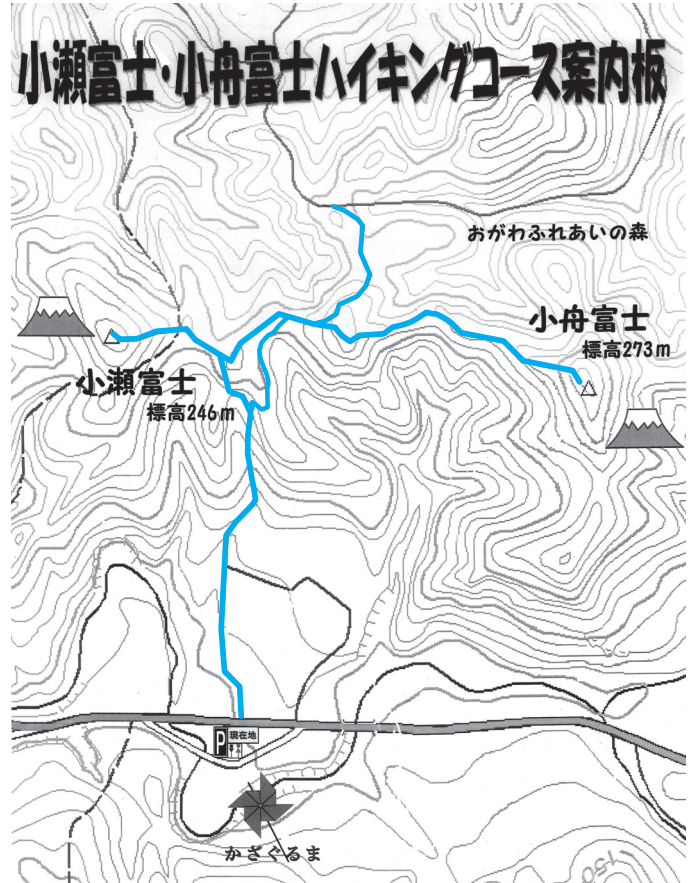 小瀬富士・小舟富士ハイキングコース案内板
おがわふれあいの森
小舟富士
標高273m
小瀬富士
標高246m
P
現在地
かざぐるま
150